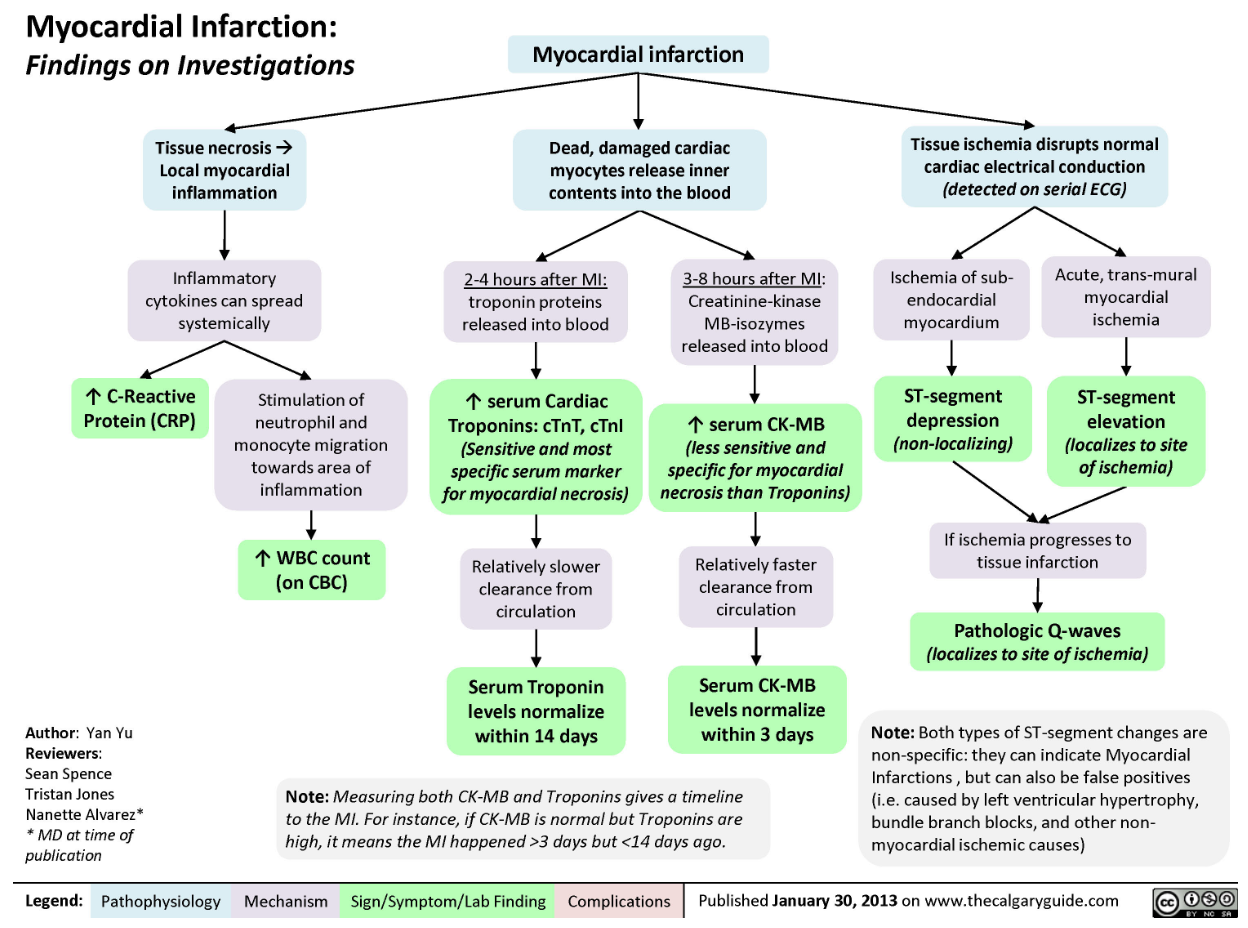 Myocardial Infarction:
Findings on Investigations
Myocardial infarction
Tissue necrosis →
Local myocardial
inflammation
Dead, damaged cardiac
myocytes release inner
contents into the blood
Tissue ischemia disrupts normal
cardiac electrical conduction
(detected on serial ECG)
Inflammatory
cytokines can spread
systemically
2-4 hours after MI:
troponin proteins
released into blood
3-8 hours after MI:
Creatinine-kinase
MB-isozymes
released into blood
Ischemia of sub-
endocardial
myocardium
Acute, trans-mural
myocardial
ischemia
↑ C-Reactive
Protein (CRP)
Stimulation of
neutrophil and
monocyte migration
towards area of
inflammation
↑ serum Cardiac
Troponins: cTnT, cTnI
(Sensitive and most
specific serum marker
for myocardial necrosis)
↑ serum CK-MB
(less sensitive and
specific for myocardial
necrosis than Troponins)
ST-segment
depression
(non-localizing)
ST-segment
elevation
(localizes to site
of ischemia)
↑ WBC count
(on CBC)
Relatively slower
clearance from
circulation
Relatively faster
clearance from
circulation
If ischemia progresses to
tissue infarction
Pathologic Q-waves
(localizes to site of ischemia)
Serum Troponin
levels normalize
within 14 days
Serum CK-MB
levels normalize
within 3 days
Author: Yan Yu
Reviewers:
Sean Spence
Tristan Jones
Nanette Alvarez*
* MD at time of
publication
Note: Measuring both CK-MB and Troponins gives a timeline
to the MI. For instance, if CK-MB is normal but Troponins are
high, it means the MI happened >3 days but <14 days ago.
Note: Both types of ST-segment changes are
non-specific: they can indicate Myocardial
Infarctions , but can also be false positives
(i.e. caused by left ventricular hypertrophy,
bundle branch blocks, and other non-
myocardial ischemic causes)
Legend: Pathophysiology Mechanism Sign/Symptom/Lab Finding Complications Published January 30, 2013 on www.thecalgaryguide.com
cc BY NC SA